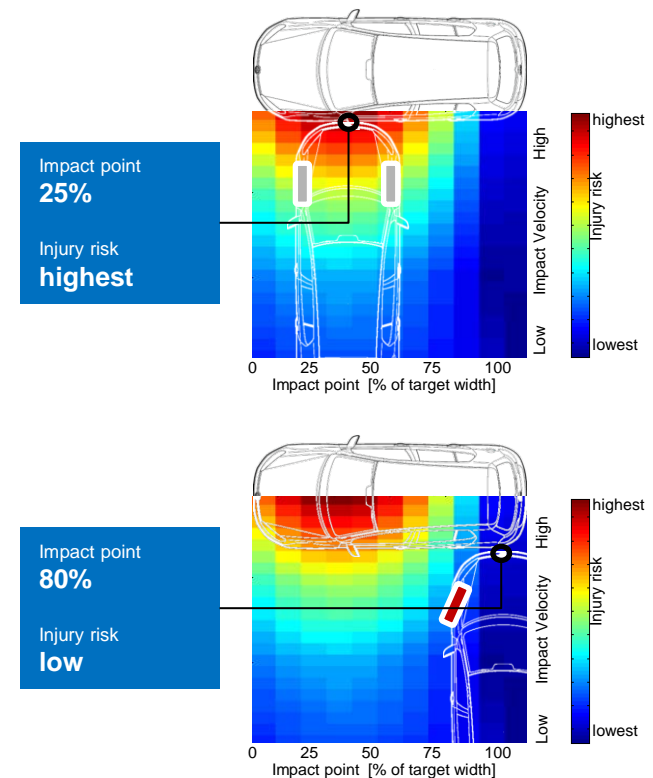 Impact point
25%
Injury risk
highest
highest
lowest
Injury risk
High
Impact Velocity
Low
0 25 50 75 100
Impact point [% of target width]
Impact point
80%
Injury risk
low
highest
lowest
Injury risk
High
Impact Velocity
Low
0 25 50 75 100
Impact point [% of target width]